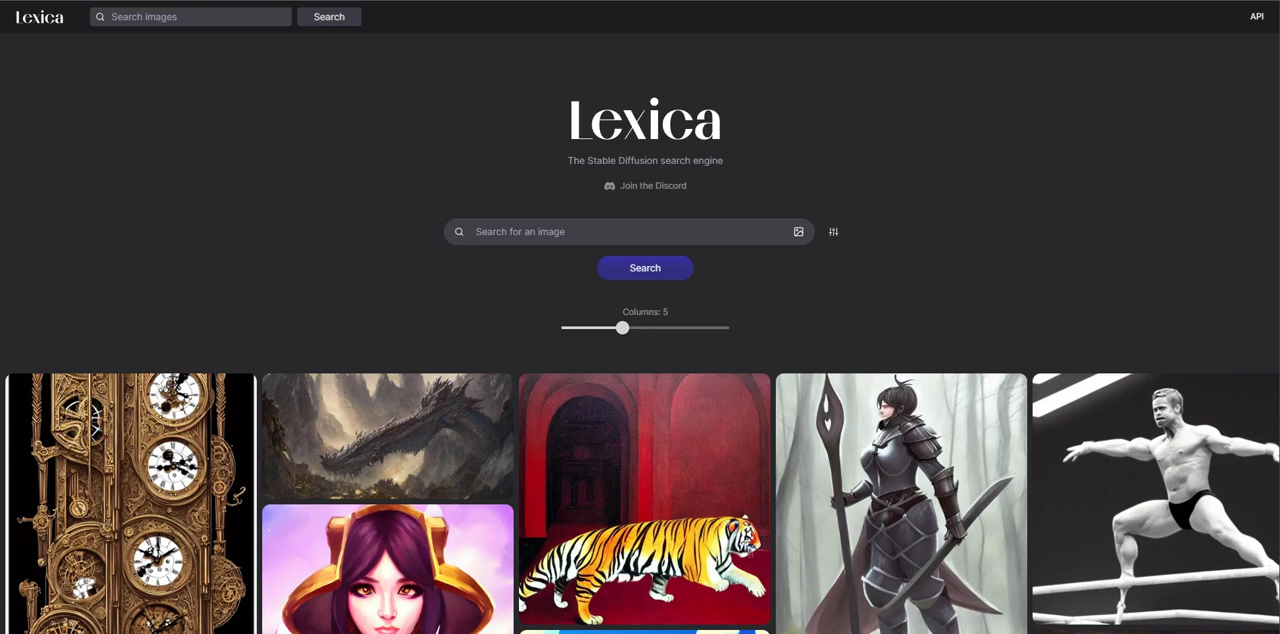 Lexica
Search images
Search
API
Lexica
The Stable Diffusion search engine
Join the Discord
Search for an image
Search
Columns: 5